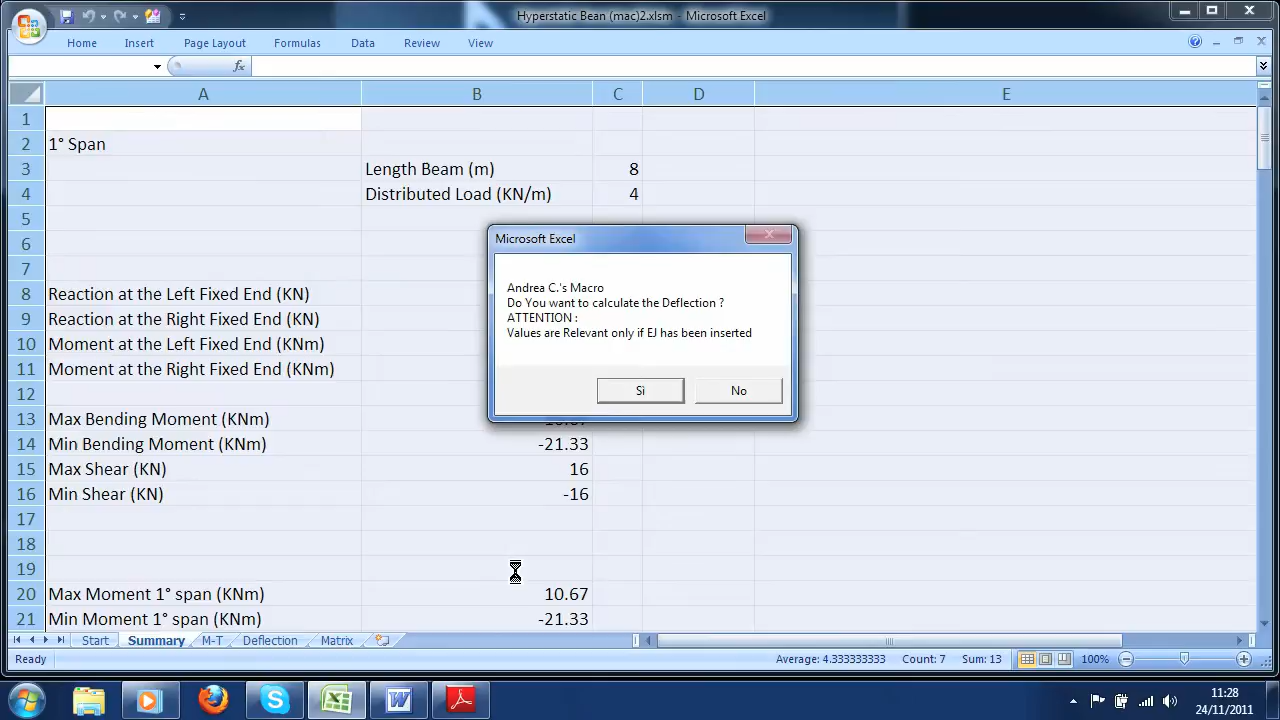 Hyperstatic Bean (mac)2.xlsm - Microsoft Excel
Home Insert Page Layout Formulas Data Review View
fx
A B C D E
1
2 1° Span
3 Length Beam (m) 8
4 Distributed Load (KN/m) 4
5
6
7
Microsoft Excel
Andrea C.'s Macro
Do You want to calculate the Deflection ?
ATTENTION :
Values are Relevant only if EJ has been inserted
Sì No
8 Reaction at the Left Fixed End (KN)
9 Reaction at the Right Fixed End (KN)
10 Moment at the Left Fixed End (KNm)
11 Moment at the Right Fixed End (KNm)
12
13 Max Bending Moment (KNm)
14 Min Bending Moment (KNm) -21.33
15 Max Shear (KN) 16
16 Min Shear (KN) -16
17
18
19
20 Max Moment 1° span (KNm) 10.67
21 Min Moment 1° span (KNm) -21.33
Start Summary M-T Deflection Matrix
Ready Average: 4.333333333 Count: 7 Sum: 13 100%
11:28
24/11/2011